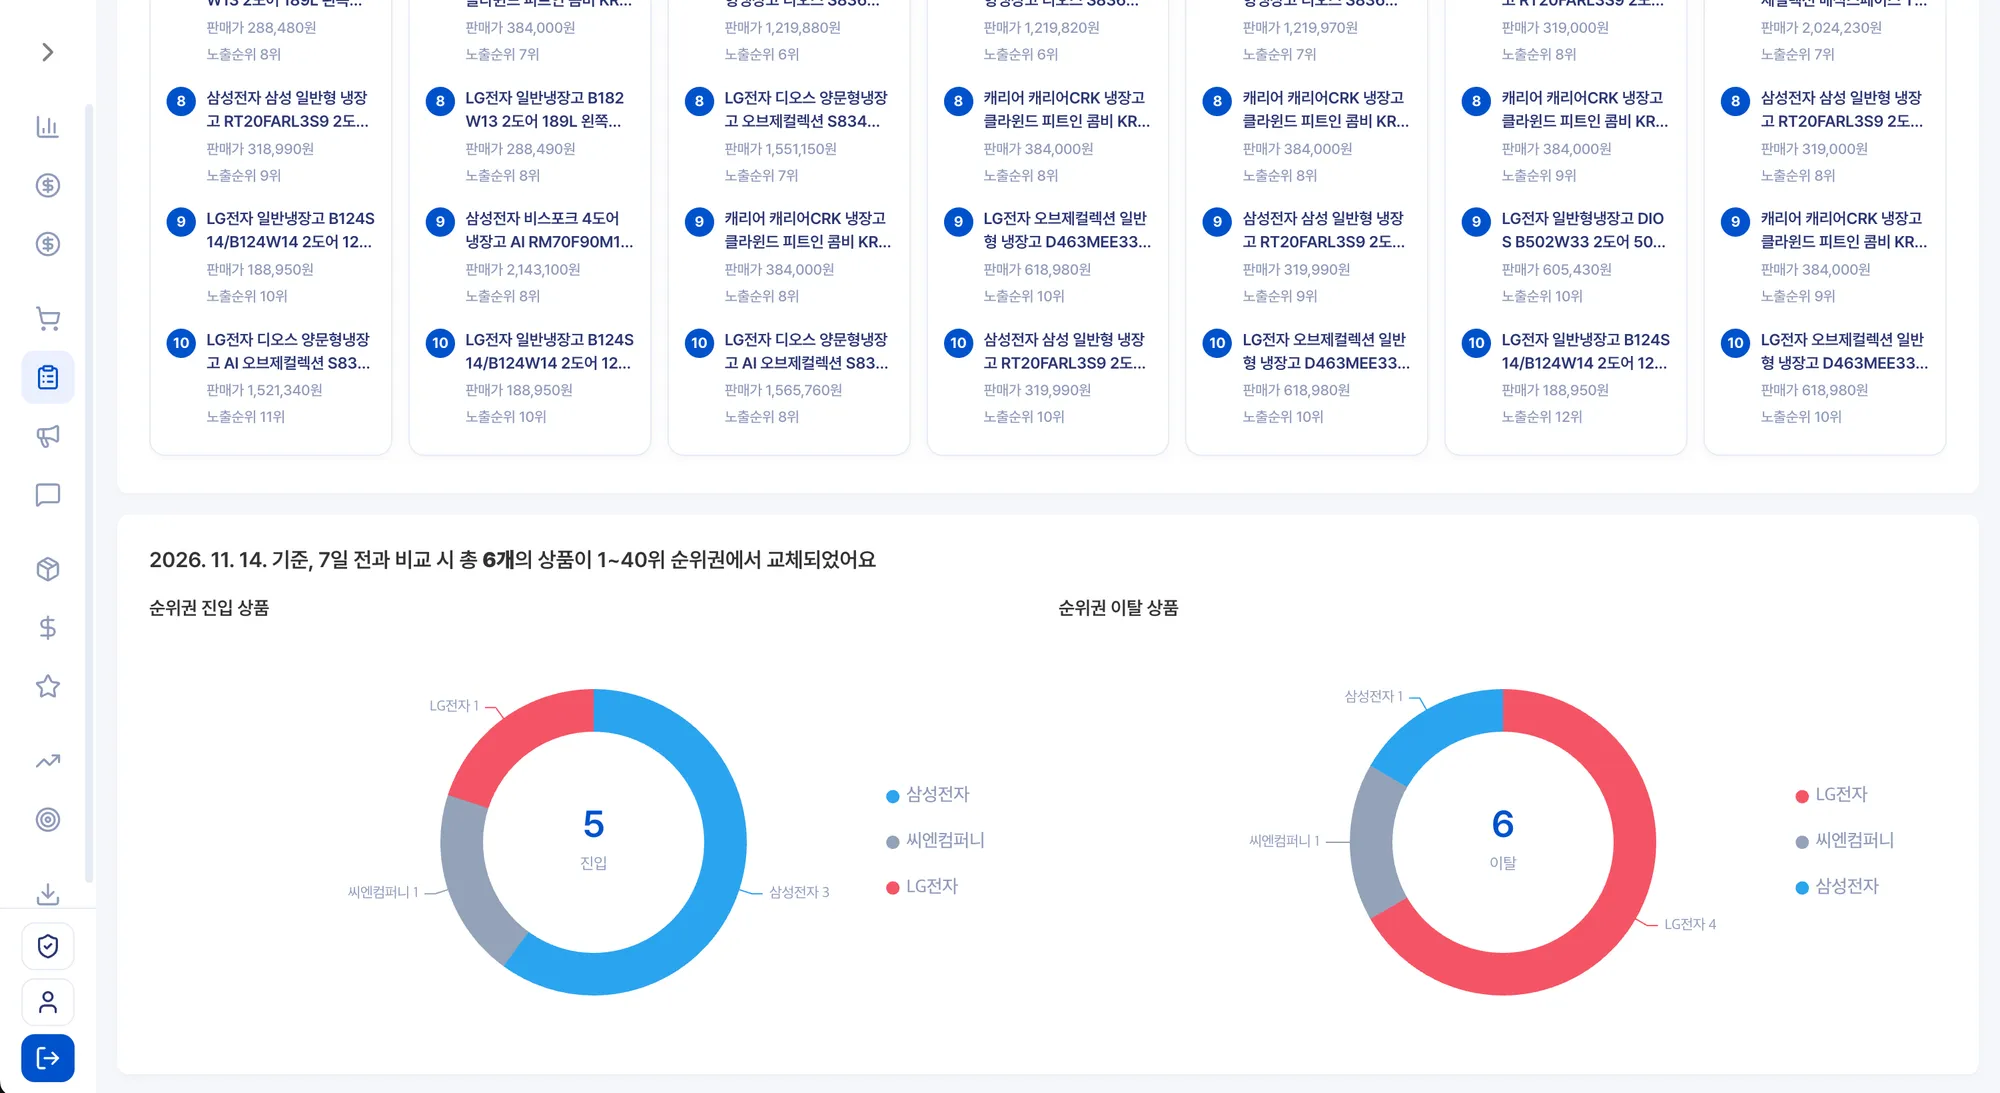 판매가 288,480원
노출순위 8위
8
삼성전자 삼성 일반형 냉장
고 RT20FARL3S9 2도...
판매가 318,990원
노출순위 9위
9
LG전자 일반냉장고 B124S
14/B124W14 2도어 12...
판매가 188,950원
노출순위 10위
10
LG전자 디오스 양문형냉장
고 AI 오브제컬렉션 S83...
판매가 1,521,340원
노출순위 11위
판매가 384,000원
노출순위 7위
8
LG전자 일반냉장고 B182
W13 2도어 189L 왼쪽...
판매가 288,490원
노출순위 8위
9
삼성전자 비스포크 4도어
냉장고 AI RM70F90M1...
판매가 2,143,100원
노출순위 8위
10
LG전자 일반냉장고 B124S
14/B124W14 2도어 12...
판매가 188,950원
노출순위 10위
판매가 1,219,880원
노출순위 6위
8
LG전자 디오스 양문형냉장
고 오브제컬렉션 S834...
판매가 1,551,150원
노출순위 7위
9
캐리어 캐리어CRK 냉장고
클라윈드 피트인 콤비 KR...
판매가 384,000원
노출순위 8위
10
LG전자 디오스 양문형냉장
고 AI 오브제컬렉션 S83...
판매가 1,565,760원
노출순위 8위
판매가 1,219,820원
노출순위 6위
8
캐리어 캐리어CRK 냉장고
클라윈드 피트인 콤비 KR...
판매가 384,000원
노출순위 8위
9
LG전자 오브제컬렉션 일반
형 냉장고 D463MEE33...
판매가 618,980원
노출순위 10위
10
삼성전자 삼성 일반형 냉장
고 RT20FARL3S9 2도...
판매가 319,990원
노출순위 10위
판매가 1,219,970원
노출순위 7위
8
캐리어 캐리어CRK 냉장고
클라윈드 피트인 콤비 KR...
판매가 384,000원
노출순위 8위
9
삼성전자 삼성 일반형 냉장
고 RT20FARL3S9 2도...
판매가 319,990원
노출순위 9위
10
LG전자 오브제컬렉션 일반
형 냉장고 D463MEE33...
판매가 618,980원
노출순위 10위
판매가 319,000원
노출순위 8위
8
캐리어 캐리어CRK 냉장고
클라윈드 피트인 콤비 KR...
판매가 384,000원
노출순위 9위
9
LG전자 일반형냉장고 DIO
S B502W33 2도어 50...
판매가 605,430원
노출순위 10위
10
LG전자 일반냉장고 B124S
14/B124W14 2도어 12...
판매가 188,950원
노출순위 12위
판매가 2,024,230원
노출순위 7위
8
삼성전자 삼성 일반형 냉장
고 RT20FARL3S9 2도...
판매가 319,000원
노출순위 8위
9
캐리어 캐리어CRK 냉장고
클라윈드 피트인 콤비 KR...
판매가 384,000원
노출순위 9위
10
LG전자 오브제컬렉션 일반
형 냉장고 D463MEE33...
판매가 618,980원
노출순위 10위
2026. 11. 14. 기준, 7일 전과 비교 시 총 6개의 상품이 1~40위 순위권에서 교체되었어요
순위권 진입 상품
LG전자 1
씨엔컴퍼니 1
삼성전자 3
5
진입
삼성전자
씨엔컴퍼니
LG전자
순위권 이탈 상품
삼성전자 1
씨엔컴퍼니 1
LG전자 4
6
이탈
LG전자
씨엔컴퍼니
삼성전자